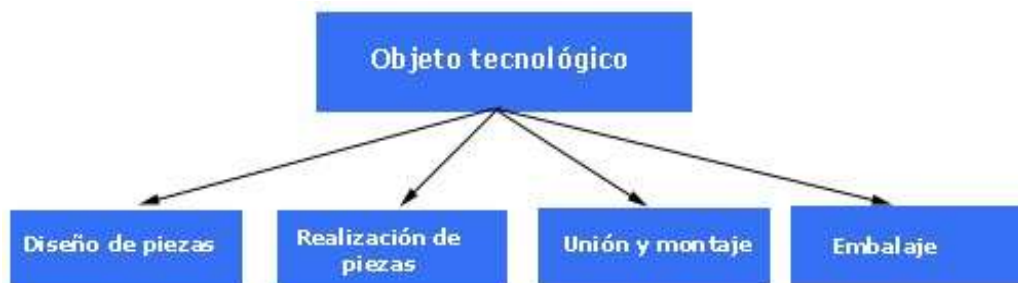 Objeto tecnológico
Diseño de piezas
Realización de
piezas
Unión y montaje
Embalaje